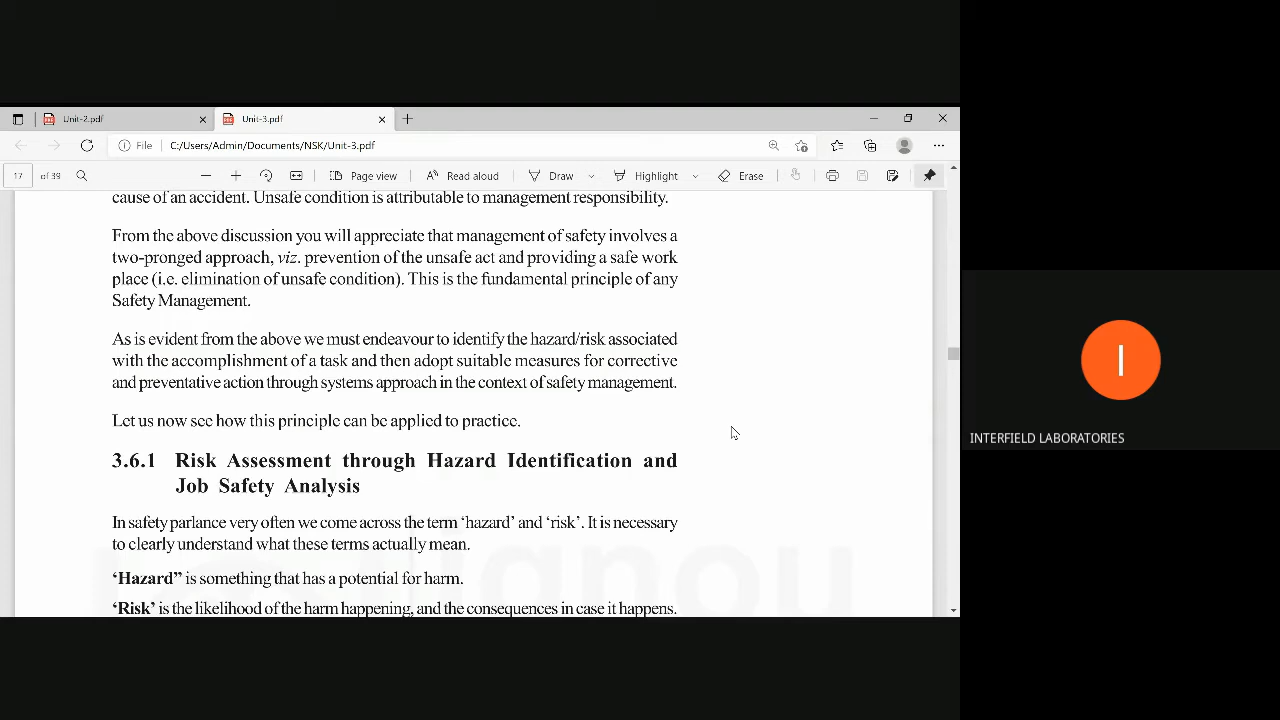 Unit-2.pdf
Unit-3.pdf
File C:/Users/Admin/Documents/NSK/Unit-3.pdf
17 of 39 Page view Read aloud Draw Highlight Erase
cause of an accident. Unsafe condition is attributable to management responsibility.
From the above discussion you will appreciate that management of safety involves a
two-pronged approach, viz. prevention of the unsafe act and providing a safe work
place (i.e. elimination of unsafe condition). This is the fundamental principle of any
Safety Management.
As is evident from the above we must endeavour to identify the hazard/risk associated
with the accomplishment of a task and then adopt suitable measures for corrective
and preventative action through systems approach in the context of safety management.
Let us now see how this principle can be applied to practice.
3.6.1 Risk Assessment through Hazard Identification and
Job Safety Analysis
In safety parlance very often we come across the term ‘hazard’ and ‘risk’. It is necessary
to clearly understand what these terms actually mean.
‘Hazard” is something that has a potential for harm.
‘Risk’ is the likelihood of the harm happening, and the consequences in case it happens.
I
INTERFIELD LABORATORIES